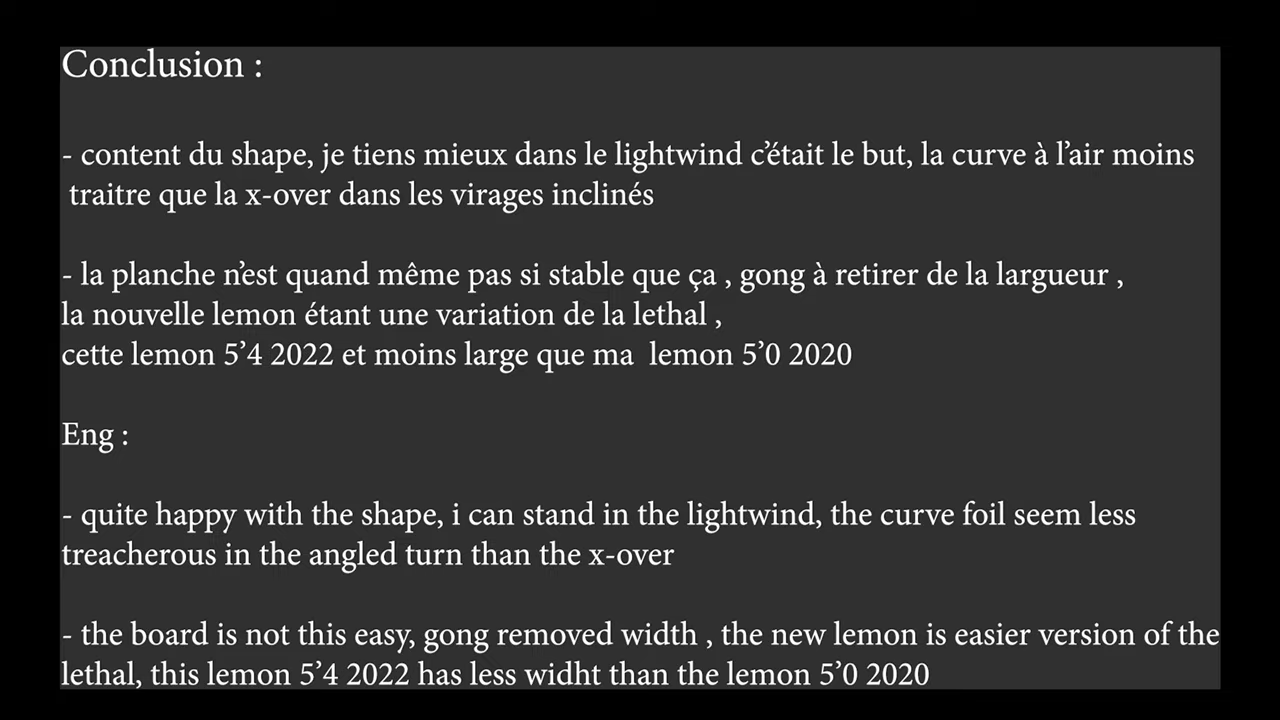 Conclusion :
- content du shape, je tiens mieux dans le lightwind c'était le but, la curve à l'air moins
traitre que la x-over dans les virages inclinés
- la planche n'est quand même pas si stable que ça , gong à retirer de la largueur ,
la nouvelle lemon étant une variation de la lethal ,
cette lemon 5'4 2022 et moins large que ma  lemon 5'0 2020
Eng :
- quite happy with the shape, i can stand in the lightwind, the curve foil seem less
treacherous in the angled turn than the x-over
- the board is not this easy, gong removed width , the new lemon is easier version of the
lethal, this lemon 5'4 2022 has less widht than the lemon 5'0 2020